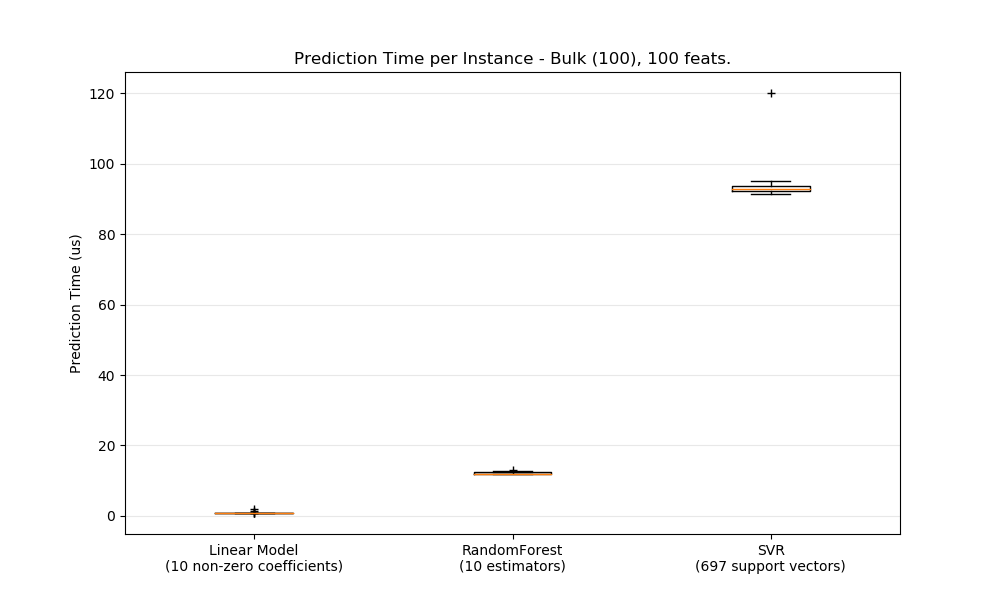 Prediction Time per Instance - Bulk (100), 100 feats.
120
100
80
60
40
20
0
Prediction Time (us)
Linear Model
(10 non-zero coefficients)
RandomForest
(10 estimators)
SVR
(697 support vectors)